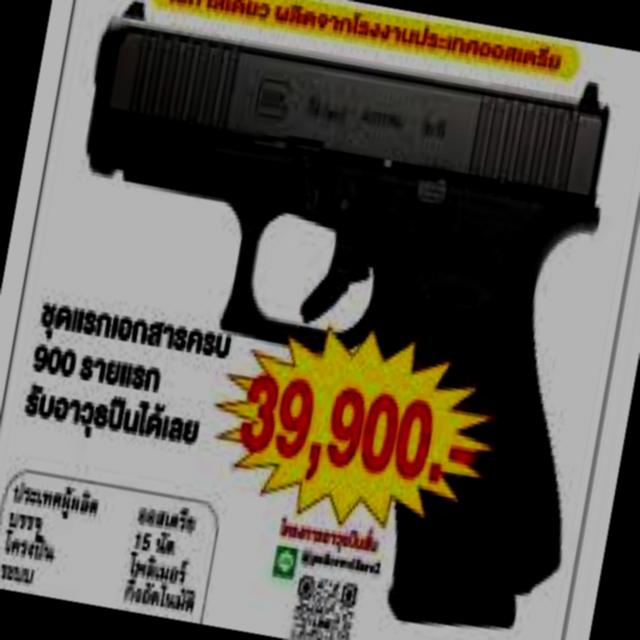 ผลิตจากโรงงานประเทศออสเตรีย
ชุดแรกเอกสารครบ
900 รายแรก
รับอาวุธปืนได้เลย
39,900.-
ประเทศผู้ผลิต ออสเตรีย
บรรจุ 15 นัด
โครงปืน โพลิเมอร์
ระบบ กึ่งอัตโนมัติ